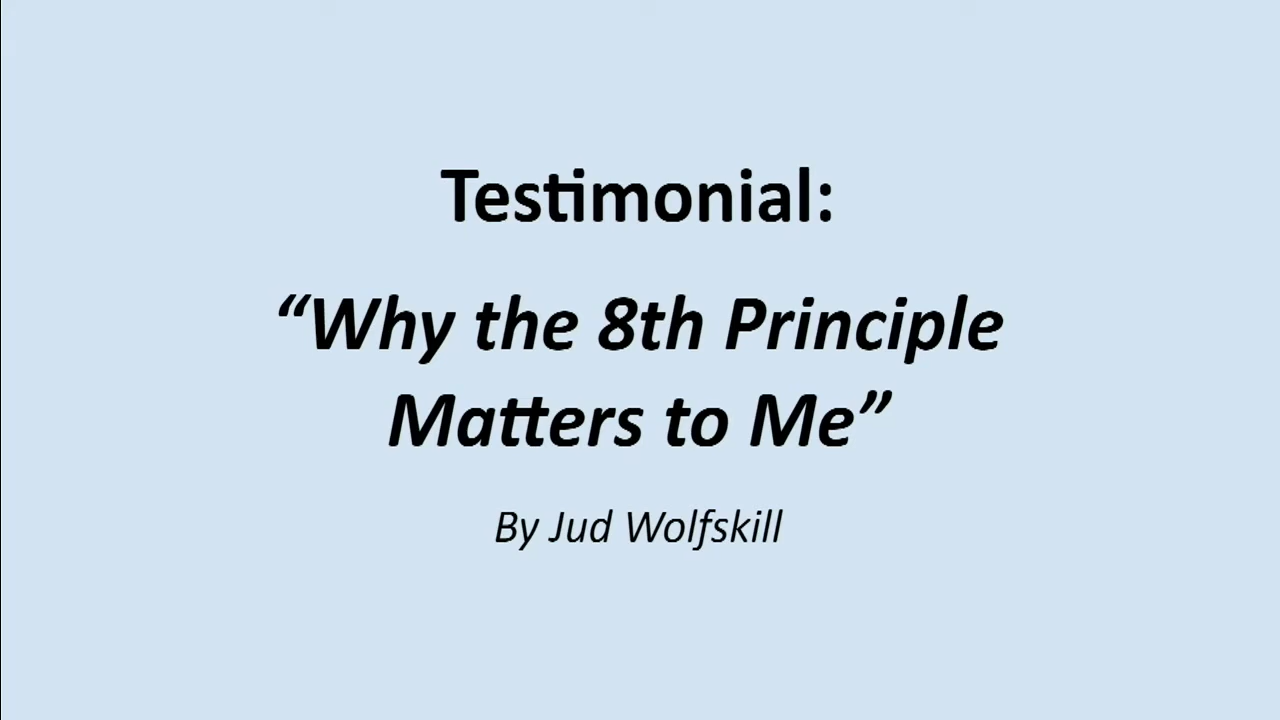 Testimonial:
“Why the 8th Principle
Matters to Me”
By Jud Wolfskill